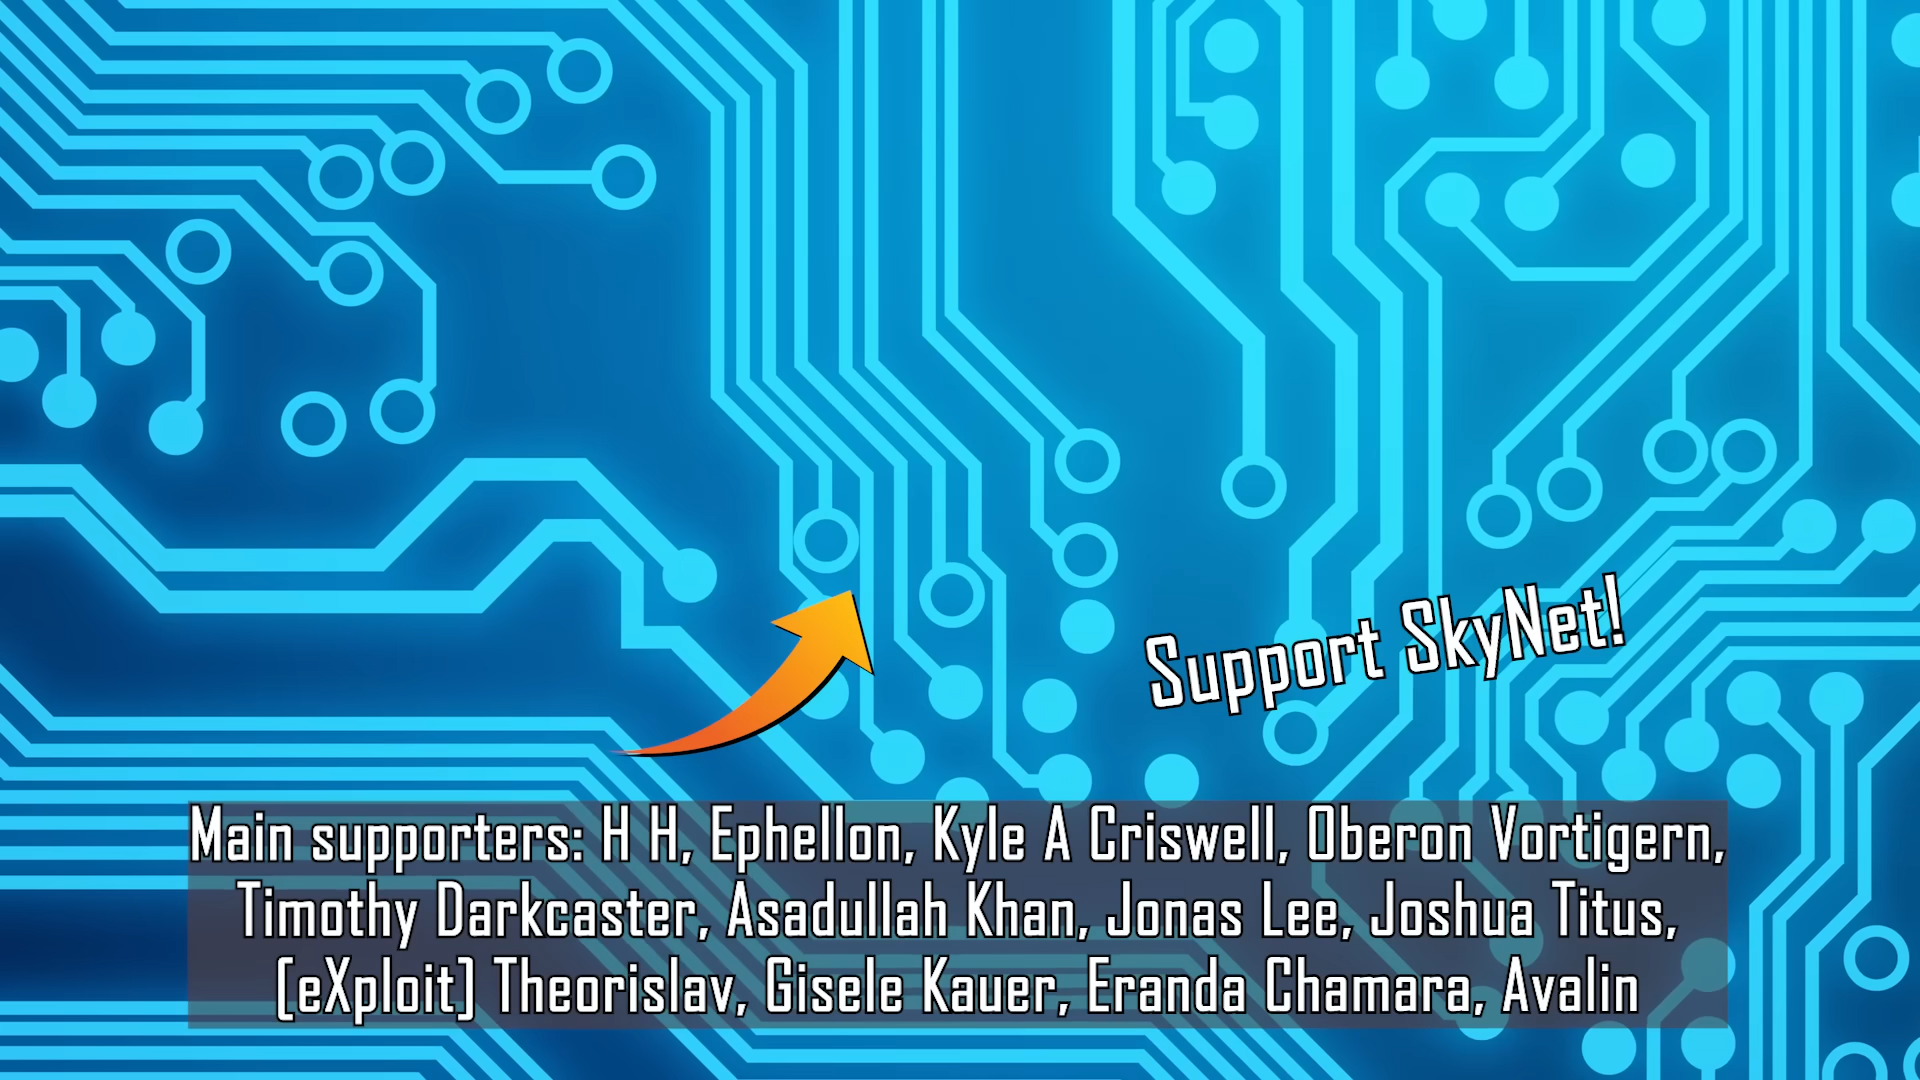 Support SkyNet!
Main supporters: H H, Ephellon, Kyle A Criswell, Oberon Vortigern,
Timothy Darkcaster, Asadullah Khan, Jonas Lee, Joshua Titus,
(eXploit) Theorislav, Gisele Kauer, Eranda Chamara, Avalin